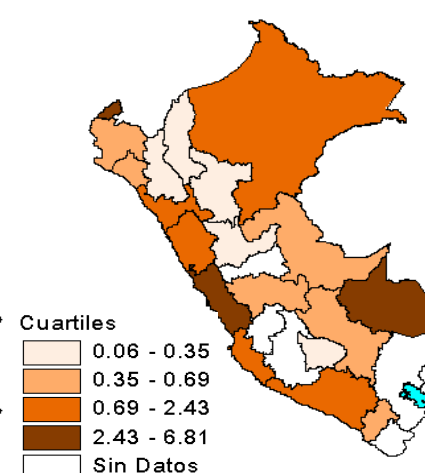 Cuartiles
0.06 - 0.35
0.35 - 0.69
0.69 - 2.43
2.43 - 6.81
Sin Datos